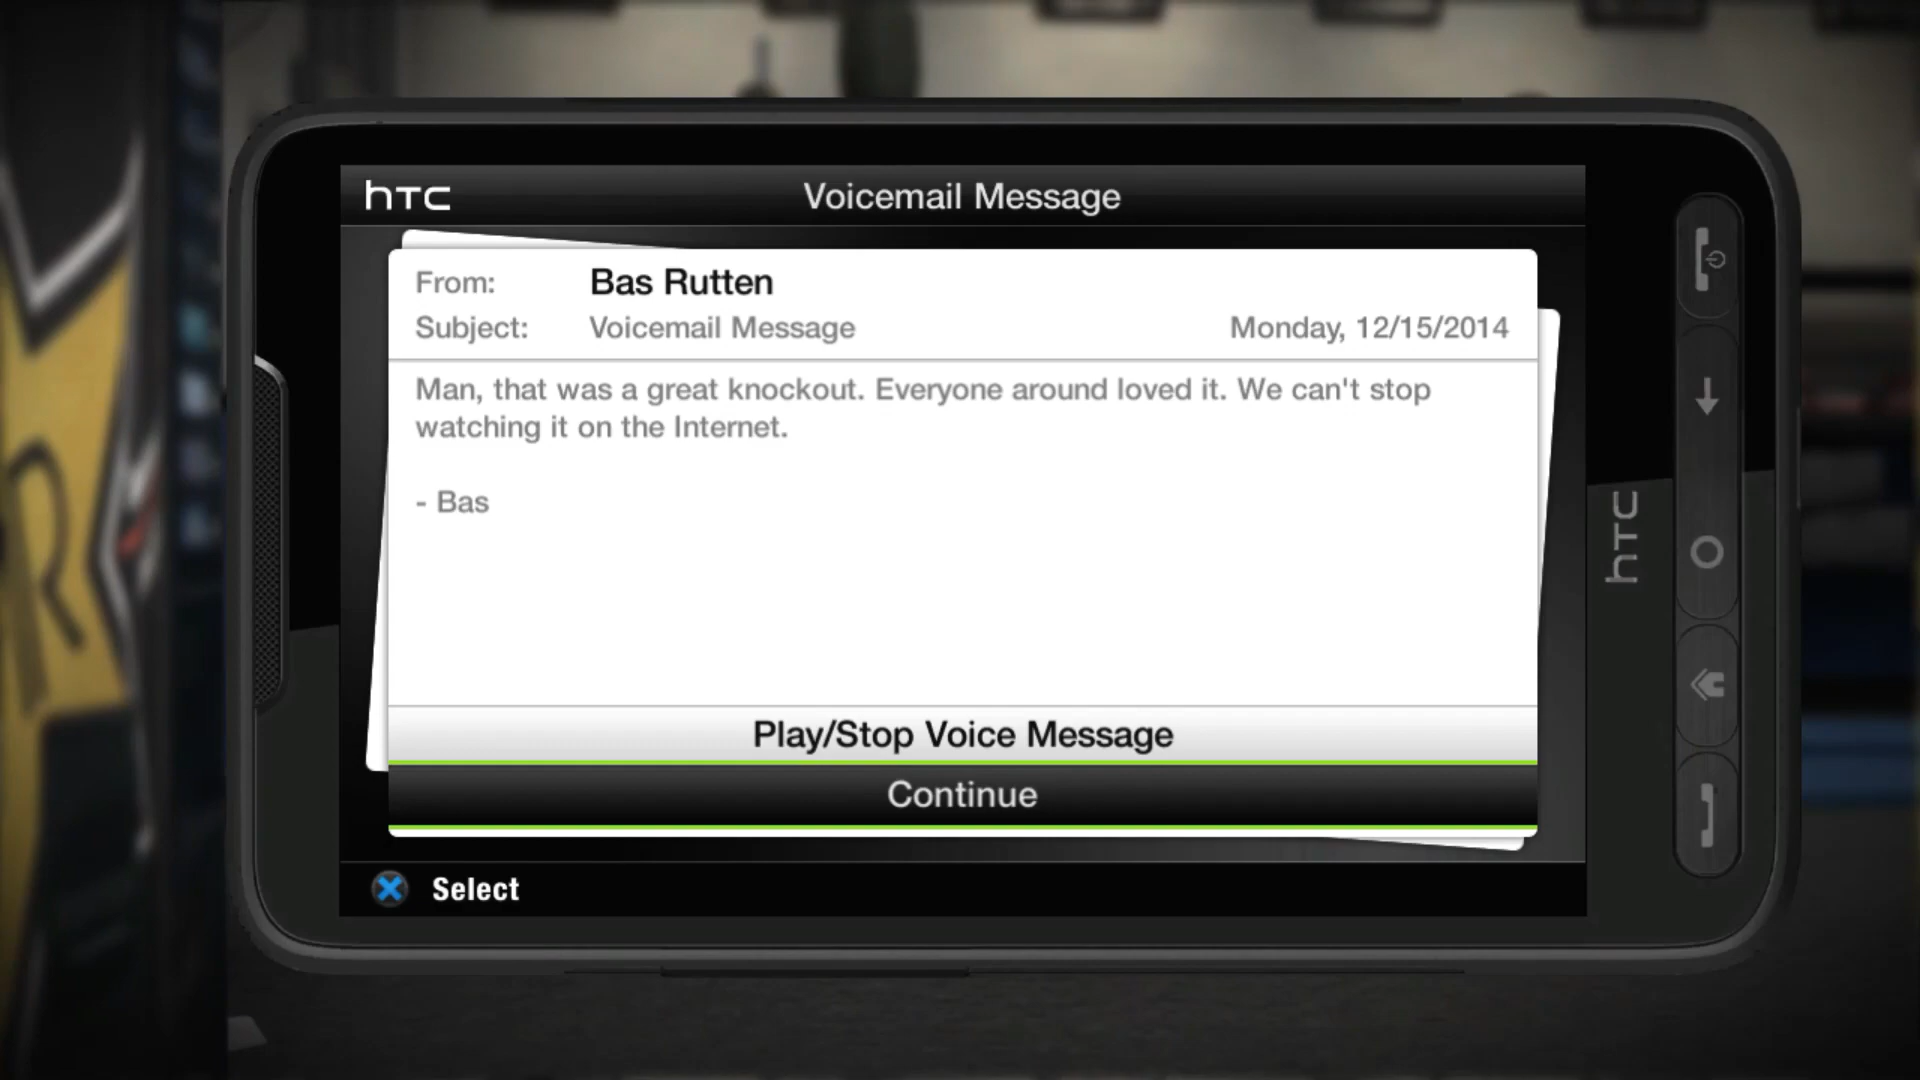 hTC
Voicemail Message
From: Bas Rutten
Subject: Voicemail Message Monday, 12/15/2014
Man, that was a great knockout. Everyone around loved it. We can't stop
watching it on the Internet.
- Bas
Play/Stop Voice Message
Continue
Select
hTC
R